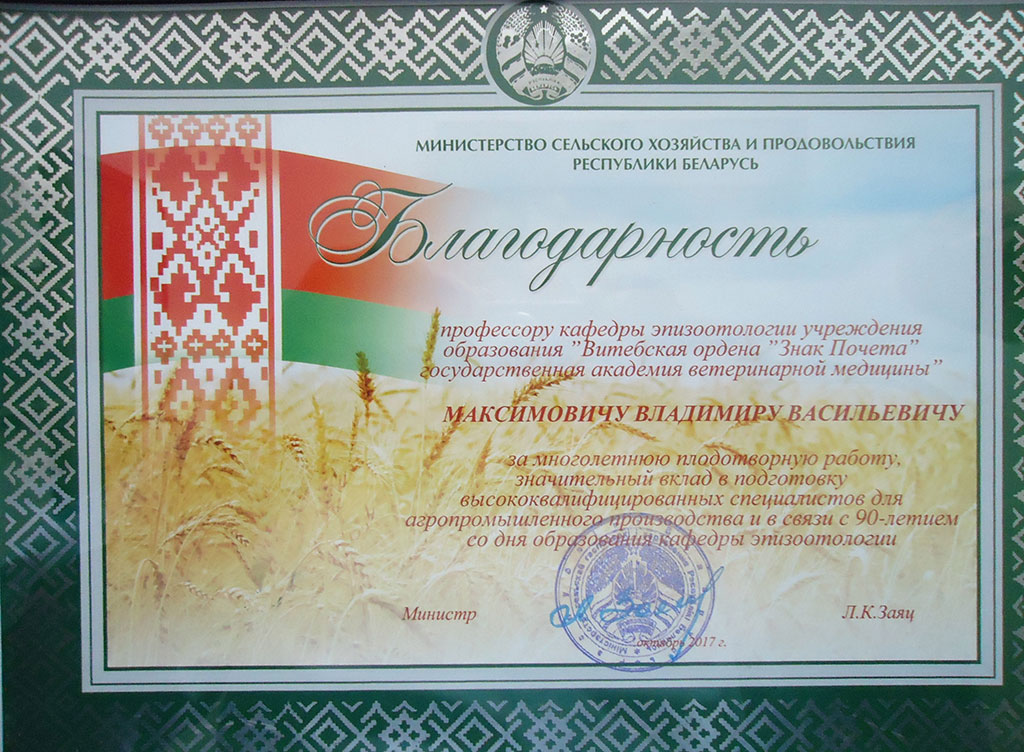 МИНИСТЕРСТВО СЕЛЬСКОГО ХОЗЯЙСТВА И ПРОДОВОЛЬСТВИЯ
РЕСПУБЛИКИ БЕЛАРУСЬ
Благодарность
профессору кафедры эпизоотологии учреждения
образования "Витебская ордена "Знак Почета"
государственная академия ветеринарной медицины"
МАКСИМОВИЧУ ВЛАДИМИРУ ВАСИЛЬЕВИЧУ
за многолетнюю плодотворную работу,
значительный вклад в подготовку
высококвалифицированных специалистов для
агропромышленного производства и в связи с 90-летием
со дня образования кафедры эпизоотологии
Министр
Л.К.Заяц
октябрь 2017 г.